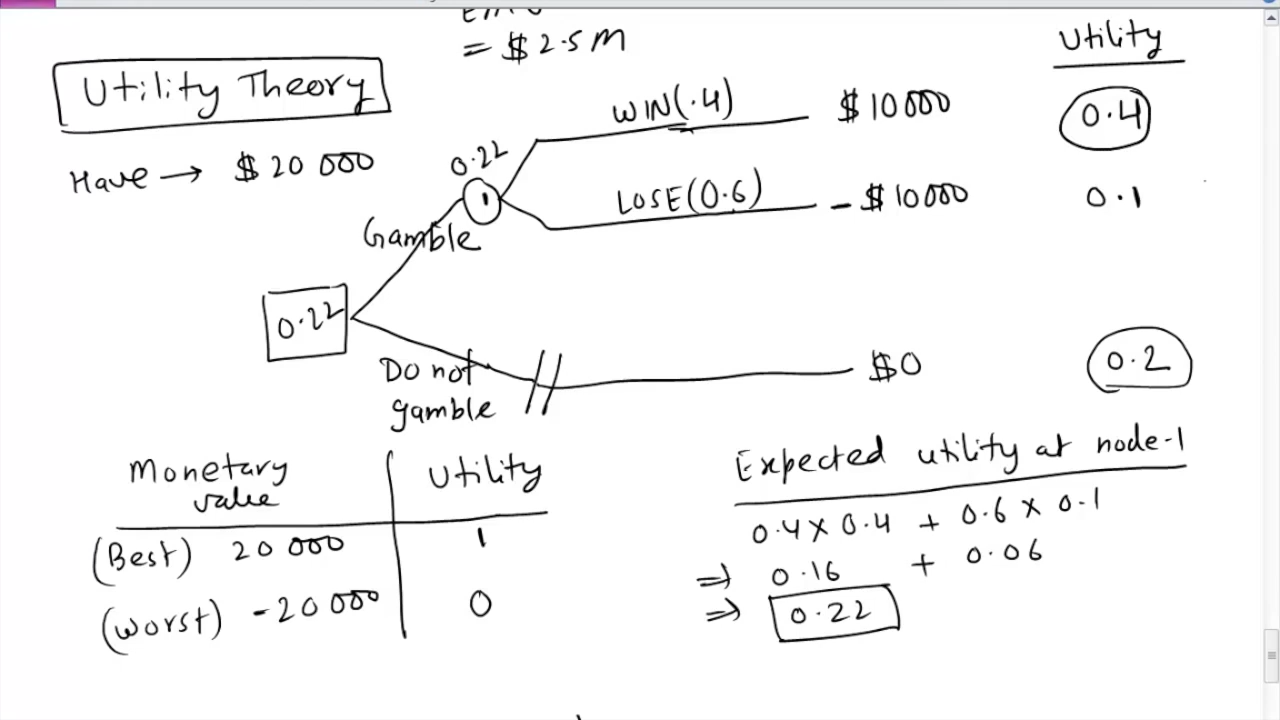 = $ 2.5 M
Utility
Utility Theory
WIN(.4)
$ 10000
0.4
Have → $ 20 000
0.22
1
LOSE(0.6)
- $ 10000
0.1
Gamble
0.22
Do not
gamble
$0
0.2
Monetary
value
Utility
(Best) 20 000
1
(worst) -20 000
0
Expected utility at node-1
0.4 x 0.4 + 0.6 x 0.1
⇒ 0.16 + 0.06
⇒ 0.22